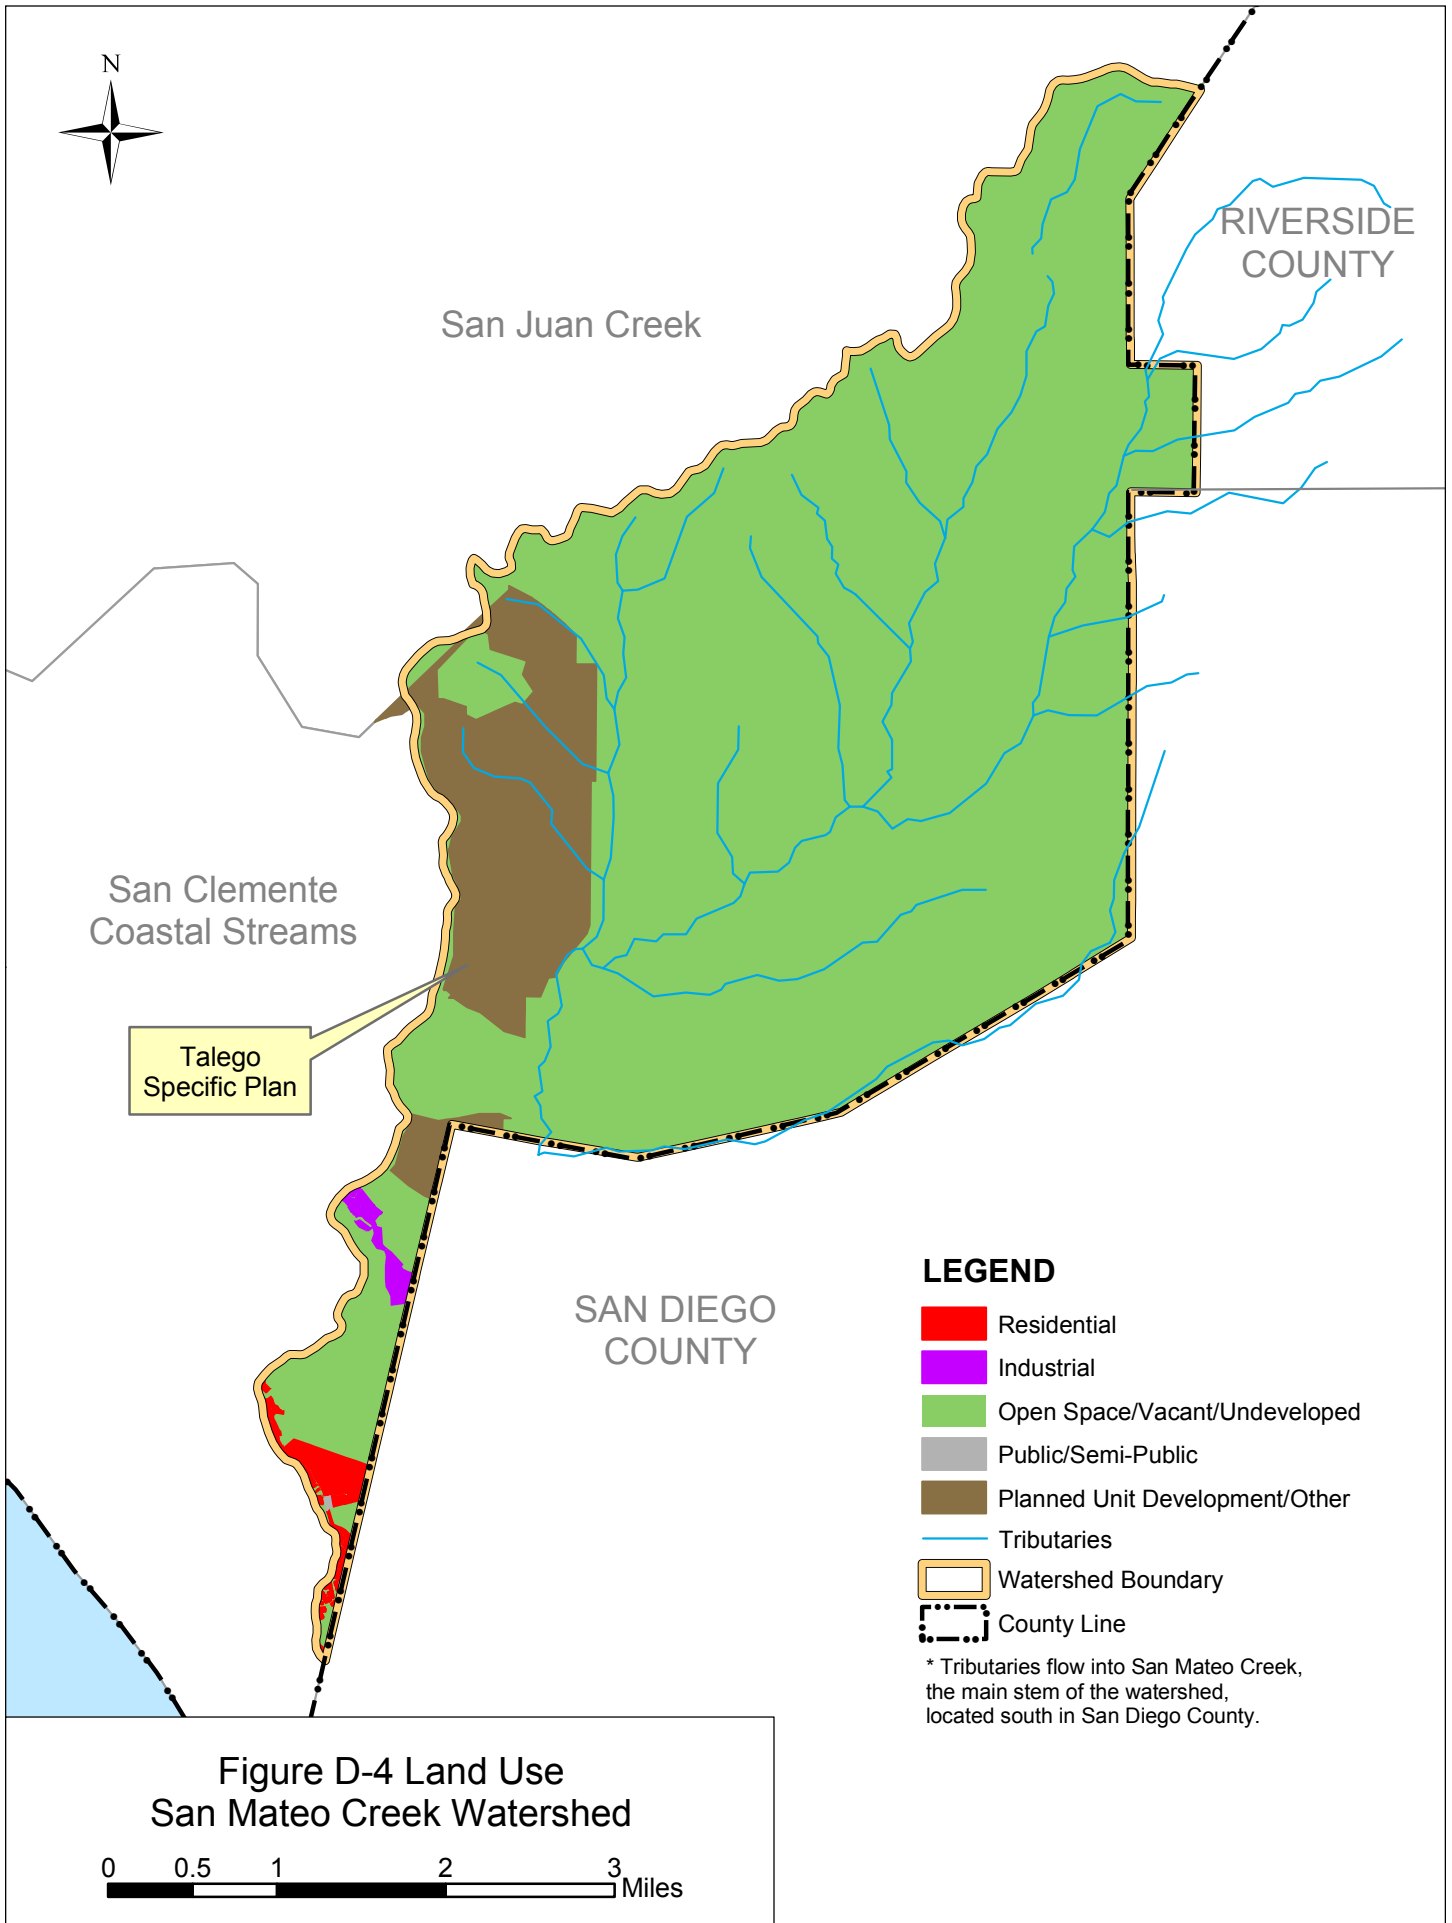 N
RIVERSIDE
COUNTY
San Juan Creek
San Clemente
Coastal Streams
Talego
Specific Plan
SAN DIEGO
COUNTY
LEGEND
Residential
Industrial
Open Space/Vacant/Undeveloped
Public/Semi-Public
Planned Unit Development/Other
Tributaries
Watershed Boundary
County Line
* Tributaries flow into San Mateo Creek,
the main stem of the watershed,
located south in San Diego County.
Figure D-4 Land Use
San Mateo Creek Watershed
0 0.5 1 2 3
Miles